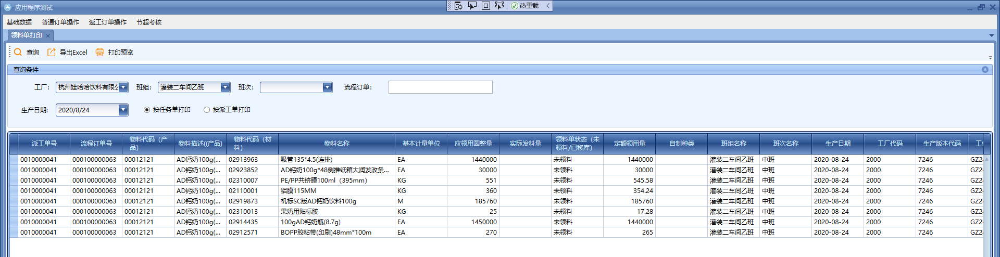 应用程序测试
热重载
基础数据 普通订单操作 返工订单操作 节超考核
领料单打印
查询 导出Excel 打印预览
查询条件
工厂: 杭州娃哈哈饮料有限 班组: 灌装二车间乙班 班次: 流程订单:
生产日期: 2020/8/24 按任务单打印 按派工单打印
派工单号 流程订单号 物料代码（产品） 物料描述((产品) 物料代码（材料） 物料名称 基本计量单位 应领用圆整量 实际发料量 领料单状态（未领料/已移库） 定额领用量 自制种类 班组名称 班次名称 生产日期 工厂代码 生产版本代码
0010000041 000100000063 00012121 AD钙奶100g(... 02913963 吸管135*4.5(连排) EA 1440000 未领料 1440000 灌装二车间乙班 中班 2020-08-24 2000 7246 GZ24
0010000041 000100000063 00012121 AD钙奶100g(... 02923852 AD钙奶100g*48侧推纸箱大润发改条... EA 30000 未领料 30000 灌装二车间乙班 中班 2020-08-24 2000 7246 GZ24
0010000041 000100000063 00012121 AD钙奶100g(... 02310007 PE/PP共挤膜100ml（395mm） KG 551 未领料 545.58 灌装二车间乙班 中班 2020-08-24 2000 7246 GZ24
0010000041 000100000063 00012121 AD钙奶100g(... 02110001 铝膜115MM KG 360 未领料 354.24 灌装二车间乙班 中班 2020-08-24 2000 7246 GZ24
0010000041 000100000063 00012121 AD钙奶100g(... 02919873 机标SC版AD钙奶饮料100g M 185760 未领料 185760 灌装二车间乙班 中班 2020-08-24 2000 7246 GZ24
0010000041 000100000063 00012121 AD钙奶100g(... 02310013 果奶用贴标胶 KG 25 未领料 17.28 灌装二车间乙班 中班 2020-08-24 2000 7246 GZ24
0010000041 000100000063 00012121 AD钙奶100g(... 02914435 100gAD钙奶瓶(8.7g) EA 1450000 未领料 1440000 灌装二车间乙班 中班 2020-08-24 2000 7246 GZ24
0010000041 000100000063 00012121 AD钙奶100g(... 02912571 BOPP胶粘带(印刷)48mm*100m EA 270 未领料 265 灌装二车间乙班 中班 2020-08-24 2000 7246 GZ24